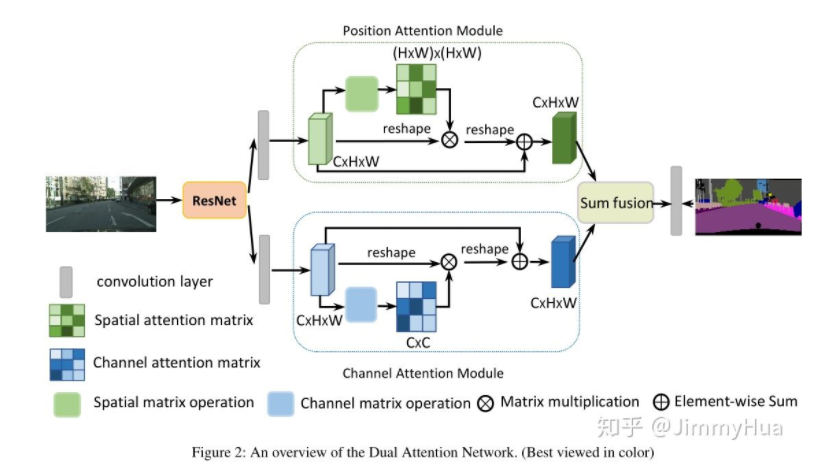 Position Attention Module
(HxW)x(HxW)
CxHxW
reshape
reshape
CxHxW
ResNet
Sum fusion
reshape
reshape
convolution layer
CxHxW
CxHxW
Spatial attention matrix
CxC
Channel attention matrix
Channel Attention Module
Spatial matrix operation
Channel matrix operation
Matrix multiplication
Element-wise Sum
知乎 @JimmyHua
Figure 2: An overview of the Dual Attention Network. (Best viewed in color)